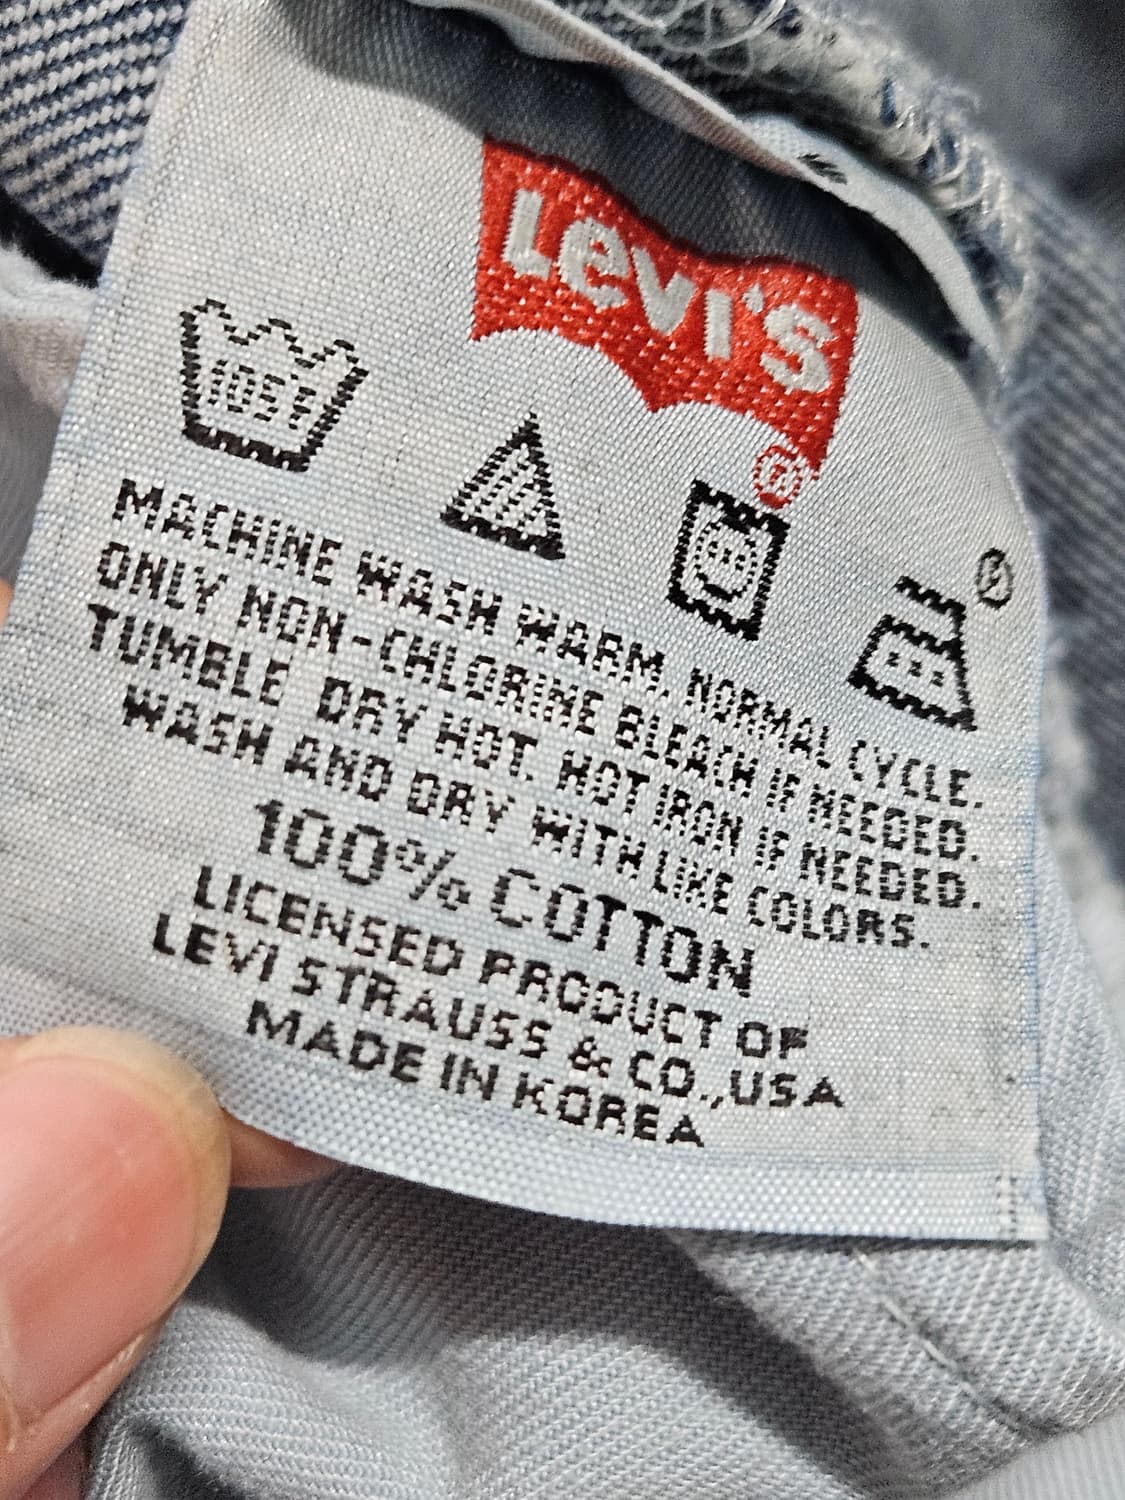 Levi's
®
105F
MACHINE WASH WARM. NORMAL CYCLE.
ONLY NON-CHLORINE BLEACH IF NEEDED.
TUMBLE DRY HOT. HOT IRON IF NEEDED.
WASH AND DRY WITH LIKE COLORS.
100% COTTON
LICENSED PRODUCT OF
LEVI STRAUSS & CO.,USA
MADE IN KOREA